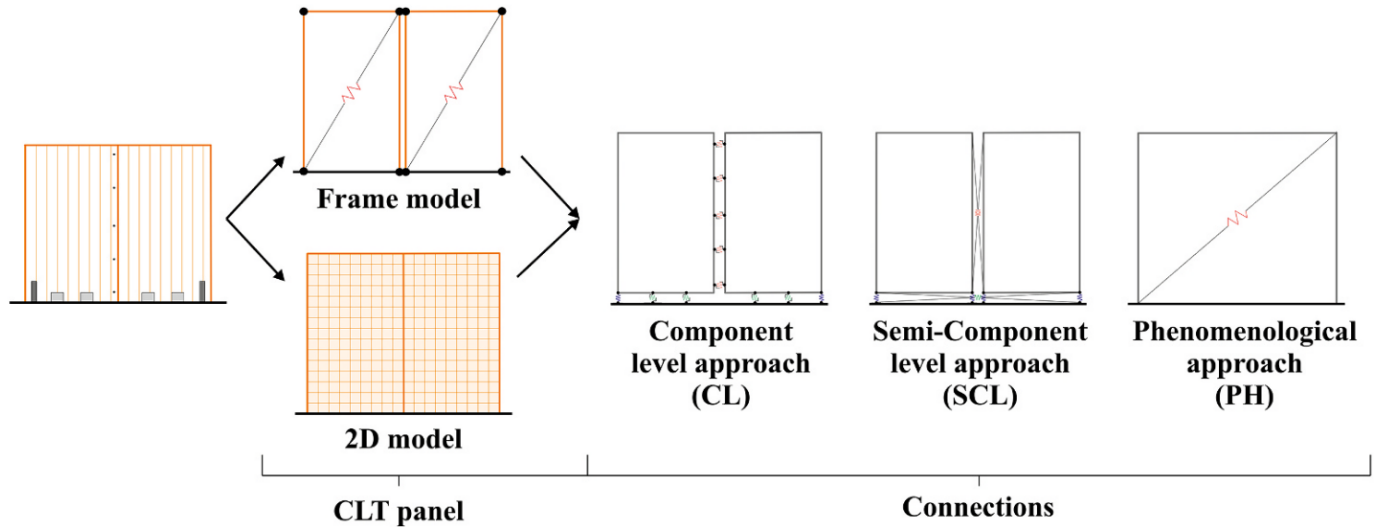 Frame model
2D model
CLT panel
Component
level approach
(CL)
Semi-Component
level approach
(SCL)
Phenomenological
approach
(PH)
Connections